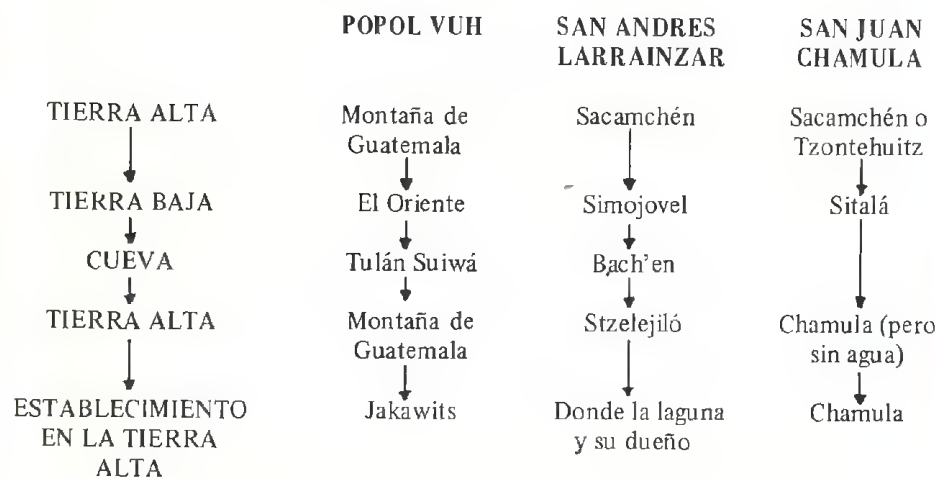 POPOL VUH
SAN ANDRES
LARRAINZAR
SAN JUAN
CHAMULA
TIERRA ALTA
Montaña de
Guatemala
Sacamchén
Sacamchén o
Tzontehuitz
TIERRA BAJA
El Oriente
Simojovel
Sitalá
CUEVA
Tulán Suiwá
Bach'en
TIERRA ALTA
Montaña de
Guatemala
Stzelejiló
Chamula (pero
sin agua)
ESTABLECIMIENTO
EN LA TIERRA
ALTA
Jakawits
Donde la laguna
y su dueño
Chamula